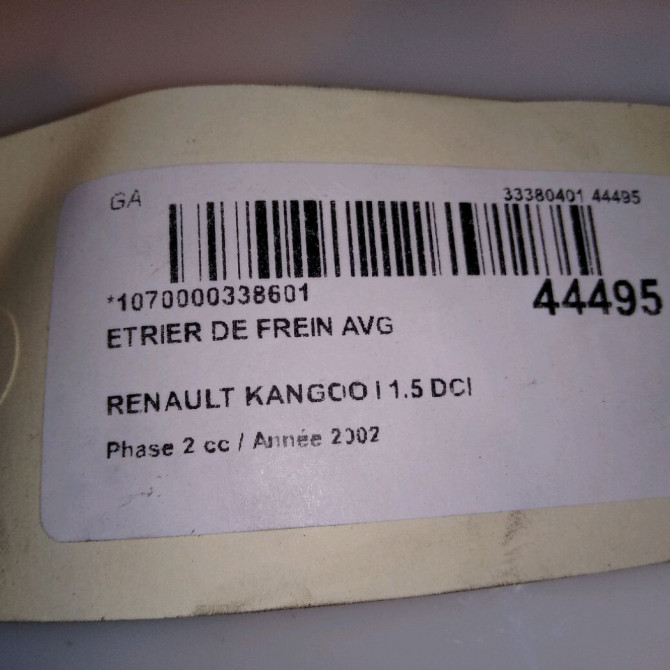 GA
33380401 44495
*1070000338601
44495
ETRIER DE FREIN AVG
RENAULT KANGOO I 1.5 DCI
Phase 2 cc / Année 2002